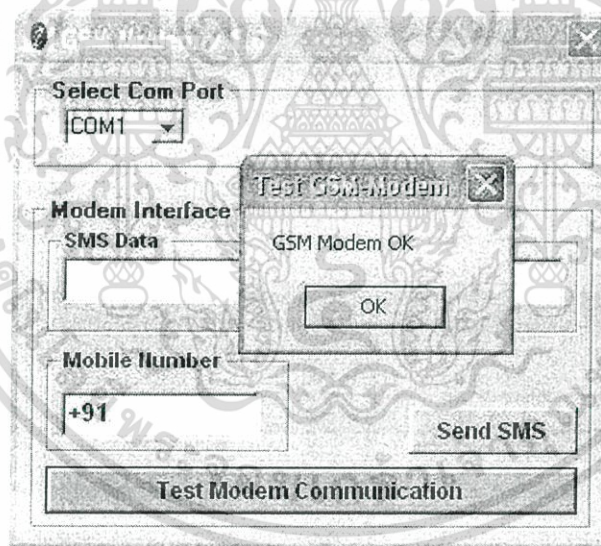 Select Com Port
COM1
Test GSM-Modem
Modem Interface
SMS Data
GSM Modem OK
OK
Mobile Number
+91
Send SMS
Test Modem Communication